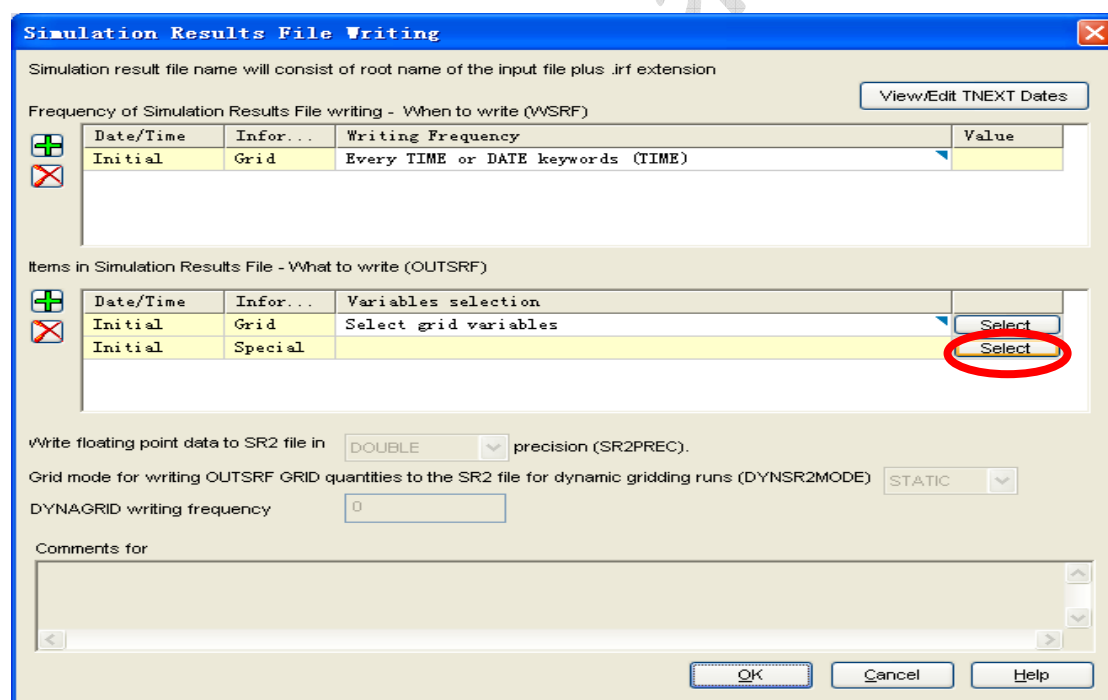 Simulation Results File Writing
Simulation result file name will consist of root name of the input file plus .irf extension
View/Edit TNEXT Dates
Frequency of Simulation Results File writing - When to write (WSRF)
Date/Time Infor... Writing Frequency Value
Initial Grid Every TIME or DATE keywords (TIME)
Items in Simulation Results File - What to write (OUTSRF)
Date/Time Infor... Variables selection
Initial Grid Select grid variables Select
Initial Special Select
Write floating point data to SR2 file in DOUBLE precision (SR2PREC).
Grid mode for writing OUTSRF GRID quantities to the SR2 file for dynamic gridding runs (DYNSR2MODE) STATIC
DYNAGRID writing frequency 0
Comments for
OK Cancel Help